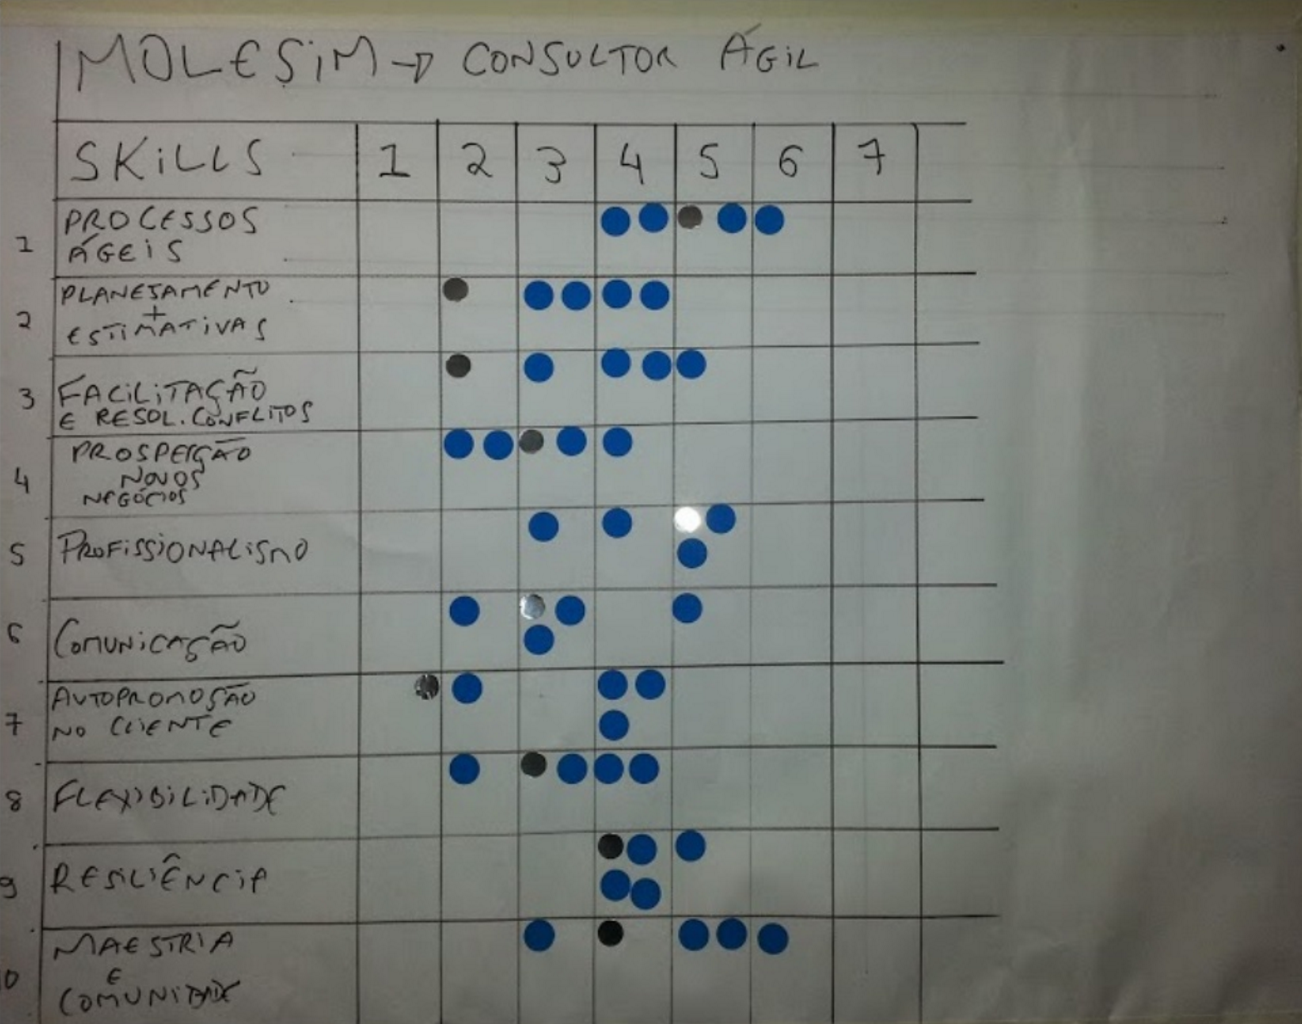 MOLESiM → CONSULTOR ÁGIL
SKiLLS 1 2 3 4 5 6 7
1 PROCESSOS
ÁGEIS
2 PLANEJAMENTO
+
ESTIMATIVAS
3 FACILITAÇÃO
E RESOL. CONFLITOS
4 PROSPECÇÃO
NOVOS
NEGÓCIOS
5 PROFISSIONALISMO
6 COMUNICAÇÃO
7 AUTOPROMOÇÃO
NO CLIENTE
8 FLEXIBILIDADE
9 RESILIÊNCIA
0 MAESTRIA
E
COMUNIDADE